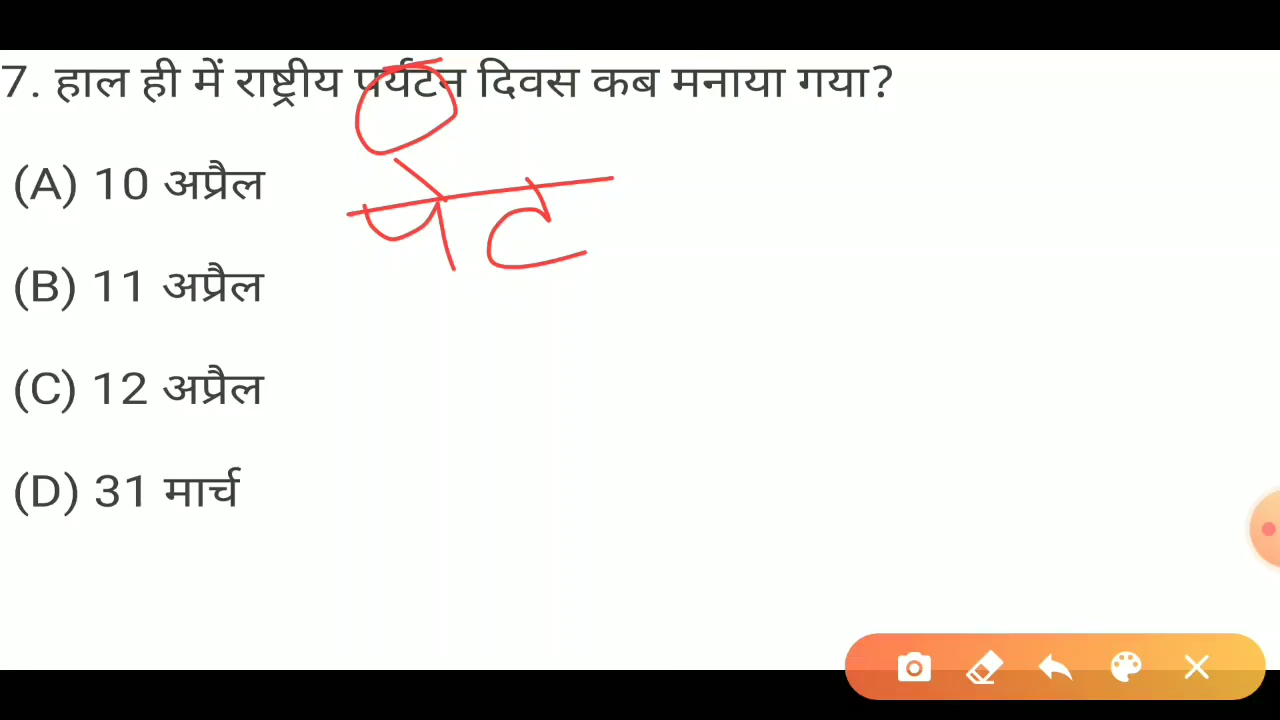 7. हाल ही में राष्ट्रीय पर्यटन दिवस कब मनाया गया?
पेट
(A) 10 अप्रैल
(B) 11 अप्रैल
(C) 12 अप्रैल
(D) 31 मार्च